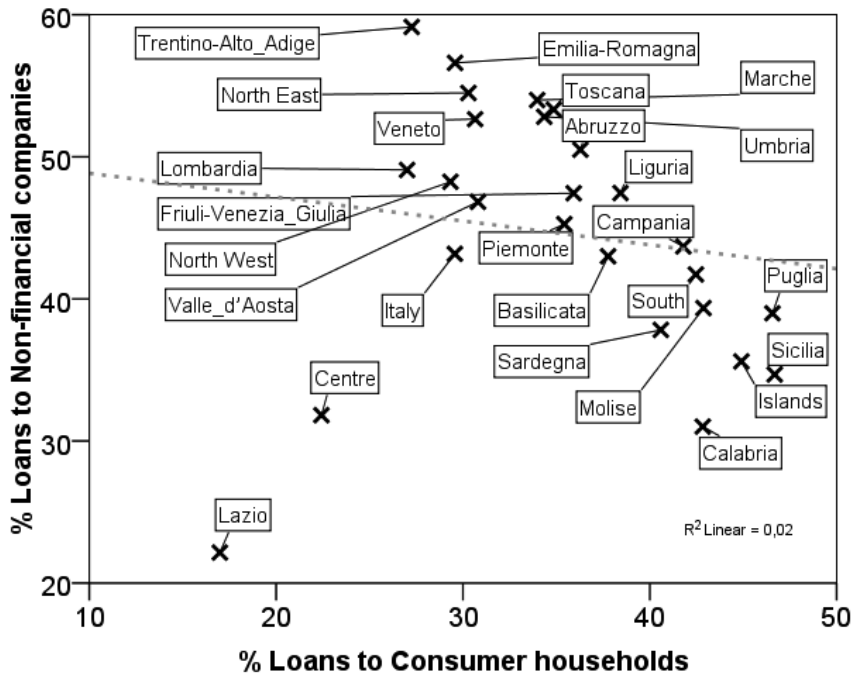 60
50
40
30
20
10
20
30
40
50
% Loans to Non-financial companies
% Loans to Consumer households
Trentino-Alto_Adige
Emilia-Romagna
North East
Toscana
Marche
Veneto
Abruzzo
Umbria
Lombardia
Liguria
Friuli-Venezia_Giulia
Campania
North West
Piemonte
Puglia
Valle_d'Aosta
Italy
Basilicata
South
Sardegna
Sicilia
Centre
Molise
Islands
Calabria
Lazio
R2 Linear = 0,02